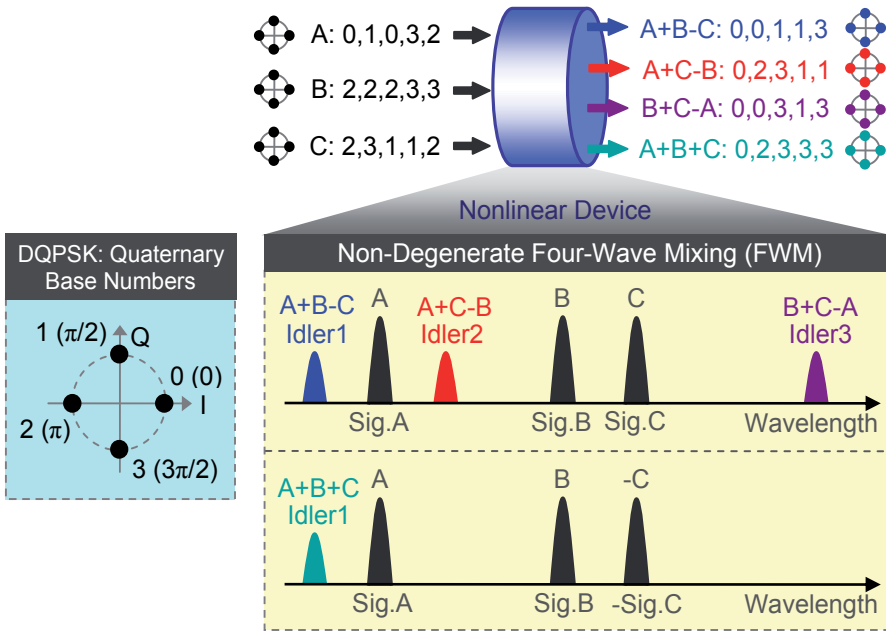 A: 0,1,0,3,2
B: 2,2,2,3,3
C: 2,3,1,1,2
A+B-C: 0,0,1,1,3
A+C-B: 0,2,3,1,1
B+C-A: 0,0,3,1,3
A+B+C: 0,2,3,3,3
Nonlinear Device
DQPSK: Quaternary
Base Numbers
1 (π/2)
Q
0 (0)
I
2 (π)
3 (3π/2)
Non-Degenerate Four-Wave Mixing (FWM)
A+B-C
Idler1
A
A+C-B
Idler2
B
C
B+C-A
Idler3
Sig.A
Sig.B
Sig.C
Wavelength
A+B+C
Idler1
A
B
-C
Sig.A
Sig.B
-Sig.C
Wavelength